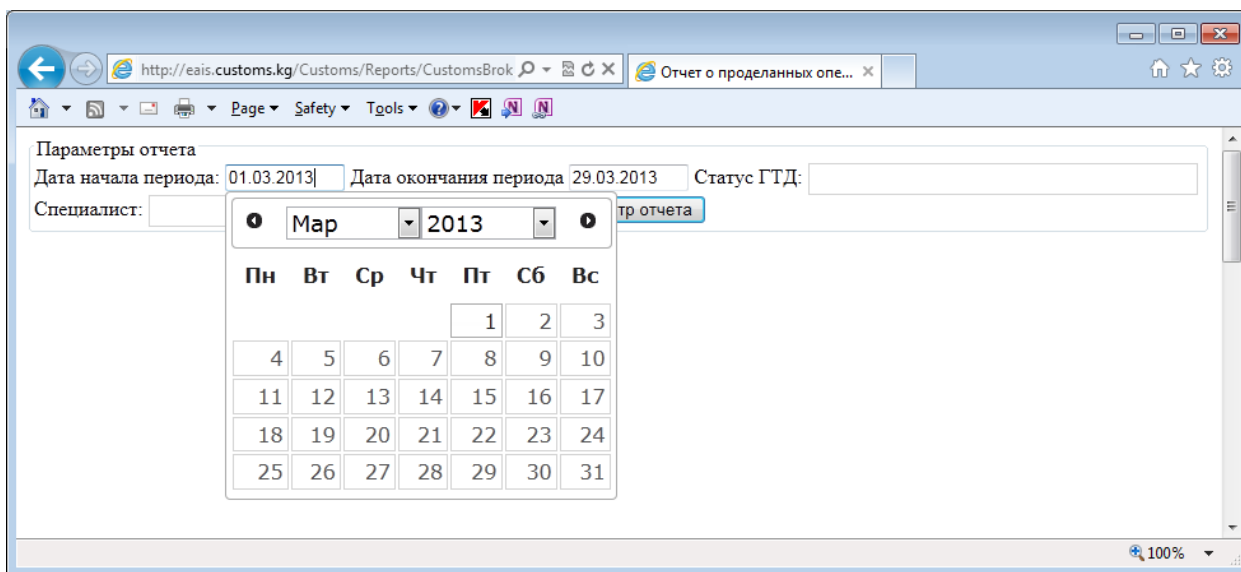 http://eais.customs.kg/Customs/Reports/CustomsBrok
Отчет о проделанных опе...
Page Safety Tools
Параметры отчета
Дата начала периода: 01.03.2013 Дата окончания периода 29.03.2013 Статус ГТД:
Специалист: тр отчета
Мар 2013
Пн Вт Ср Чт Пт Сб Вс
1 2 3
4 5 6 7 8 9 10
11 12 13 14 15 16 17
18 19 20 21 22 23 24
25 26 27 28 29 30 31
100%